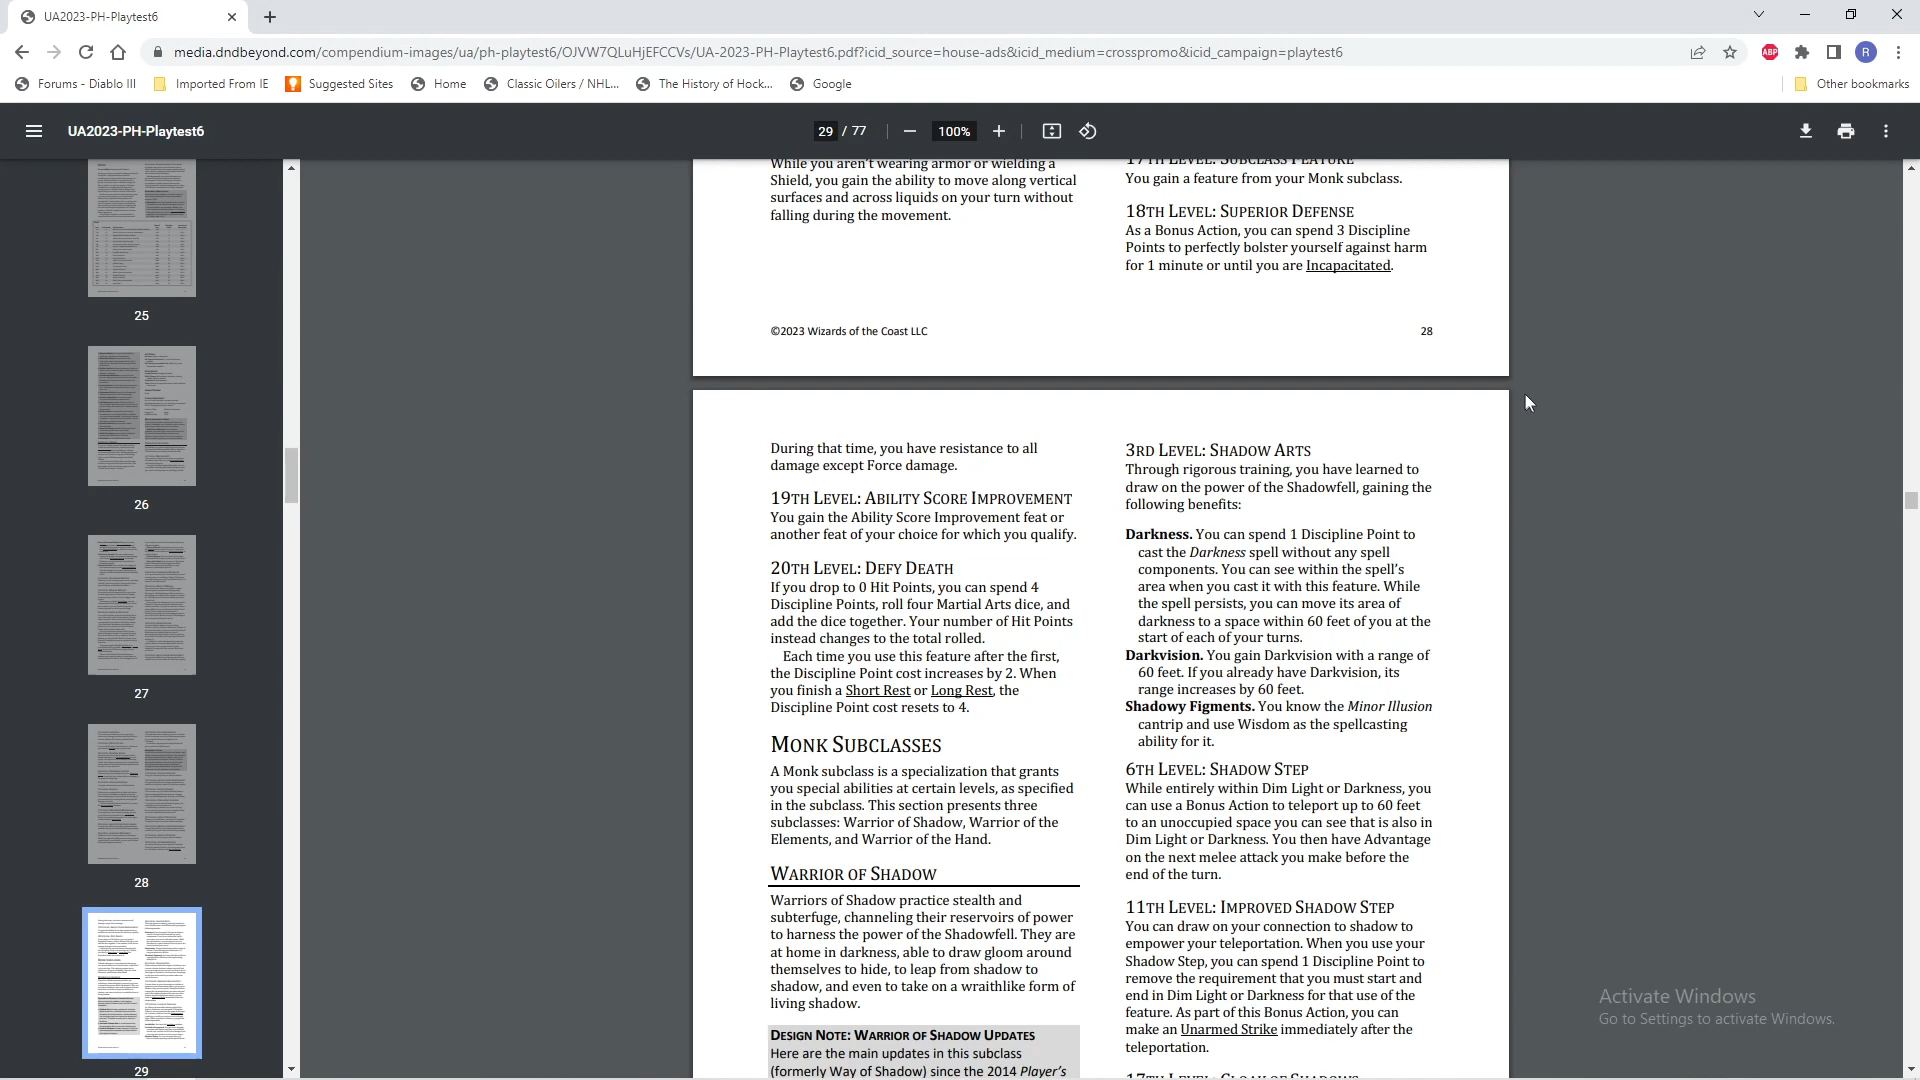 UA2023-PH-Playtest6
media.dndbeyond.com/compendium-images/ua/ph-playtest6/OJVW7QLuHjEFCCVs/UA-2023-PH-Playtest6.pdf?icid_source=house-ads&icid_medium=crosspromo&icid_campaign=playtest6
ABP
R
Forums - Diablo III
Imported From IE
Suggested Sites
Home
Classic Oilers / NHL...
The History of Hock...
Google
Other bookmarks
UA2023-PH-Playtest6
29 / 77
100%
25
26
27
28
29
While you aren't wearing armor or wielding a
Shield, you gain the ability to move along vertical
surfaces and across liquids on your turn without
falling during the movement.
17TH LEVEL: SUBCLASS FEATURE
You gain a feature from your Monk subclass.
18TH LEVEL: SUPERIOR DEFENSE
As a Bonus Action, you can spend 3 Discipline
Points to perfectly bolster yourself against harm
for 1 minute or until you are Incapacitated.
©2023 Wizards of the Coast LLC
28
During that time, you have resistance to all
damage except Force damage.
19TH LEVEL: ABILITY SCORE IMPROVEMENT
You gain the Ability Score Improvement feat or
another feat of your choice for which you qualify.
20TH LEVEL: DEFY DEATH
If you drop to 0 Hit Points, you can spend 4
Discipline Points, roll four Martial Arts dice, and
add the dice together. Your number of Hit Points
instead changes to the total rolled.
Each time you use this feature after the first,
the Discipline Point cost increases by 2. When
you finish a Short Rest or Long Rest, the
Discipline Point cost resets to 4.
MONK SUBCLASSES
A Monk subclass is a specialization that grants
you special abilities at certain levels, as specified
in the subclass. This section presents three
subclasses: Warrior of Shadow, Warrior of the
Elements, and Warrior of the Hand.
WARRIOR OF SHADOW
Warriors of Shadow practice stealth and
subterfuge, channeling their reservoirs of power
to harness the power of the Shadowfell. They are
at home in darkness, able to draw gloom around
themselves to hide, to leap from shadow to
shadow, and even to take on a wraithlike form of
living shadow.
DESIGN NOTE: WARRIOR OF SHADOW UPDATES
Here are the main updates in this subclass
(formerly Way of Shadow) since the 2014 Player's
3RD LEVEL: SHADOW ARTS
Through rigorous training, you have learned to
draw on the power of the Shadowfell, gaining the
following benefits:
Darkness. You can spend 1 Discipline Point to
cast the Darkness spell without any spell
components. You can see within the spell's
area when you cast it with this feature. While
the spell persists, you can move its area of
darkness to a space within 60 feet of you at the
start of each of your turns.
Darkvision. You gain Darkvision with a range of
60 feet. If you already have Darkvision, its
range increases by 60 feet.
Shadowy Figments. You know the Minor Illusion
cantrip and use Wisdom as the spellcasting
ability for it.
6TH LEVEL: SHADOW STEP
While entirely within Dim Light or Darkness, you
can use a Bonus Action to teleport up to 60 feet
to an unoccupied space you can see that is also in
Dim Light or Darkness. You then have Advantage
on the next melee attack you make before the
end of the turn.
11TH LEVEL: IMPROVED SHADOW STEP
You can draw on your connection to shadow to
empower your teleportation. When you use your
Shadow Step, you can spend 1 Discipline Point to
remove the requirement that you must start and
end in Dim Light or Darkness for that use of the
feature. As part of this Bonus Action, you can
make an Unarmed Strike immediately after the
teleportation.
17TH LEVEL: CLOAK OF SHADOWS
Activate Windows
Go to Settings to activate Windows.